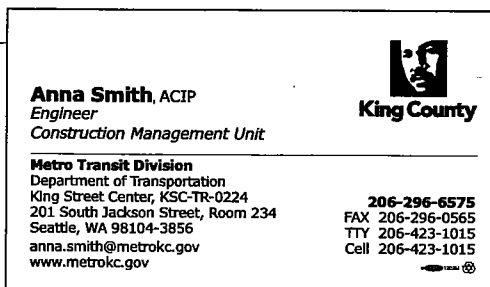 Anna Smith, ACIP
Engineer
Construction Management Unit
King County
Metro Transit Division
Department of Transportation
King Street Center, KSC-TR-0224
201 South Jackson Street, Room 234
Seattle, WA 98104-3856
anna.smith@metrokc.gov
www.metrokc.gov
206-296-6575
FAX 206-296-0565
TTY 206-423-1015
Cell 206-423-1015